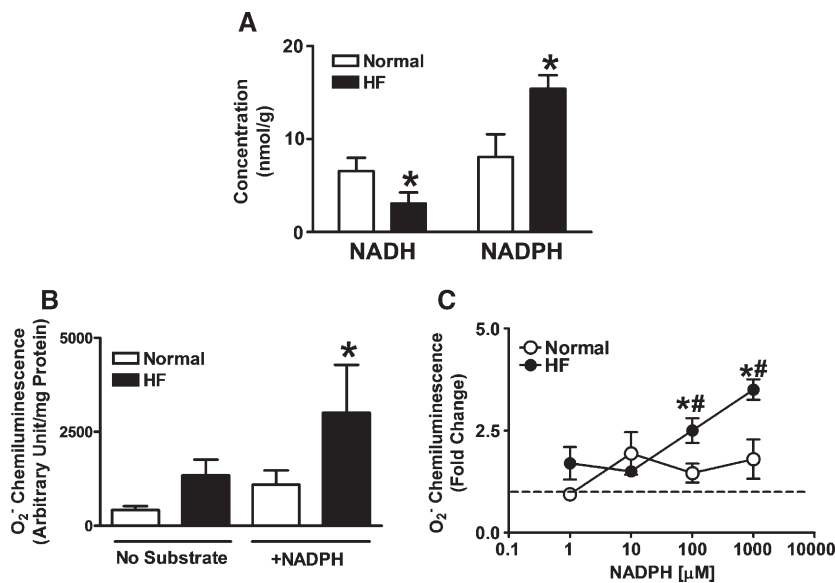 A
20
10
0
Concentration
(nmol/g)
Normal
HF
*
*
NADH
NADPH
B
5000
2500
0
O₂⁻ Chemiluminescence
(Arbitrary Unit/mg Protein)
Normal
HF
*
No Substrate
+NADPH
C
5.0
2.5
0.0
O₂⁻ Chemiluminescence
(Fold Change)
Normal
HF
*#
*#
0.1
1
10
100
1000
10000
NADPH [µM]